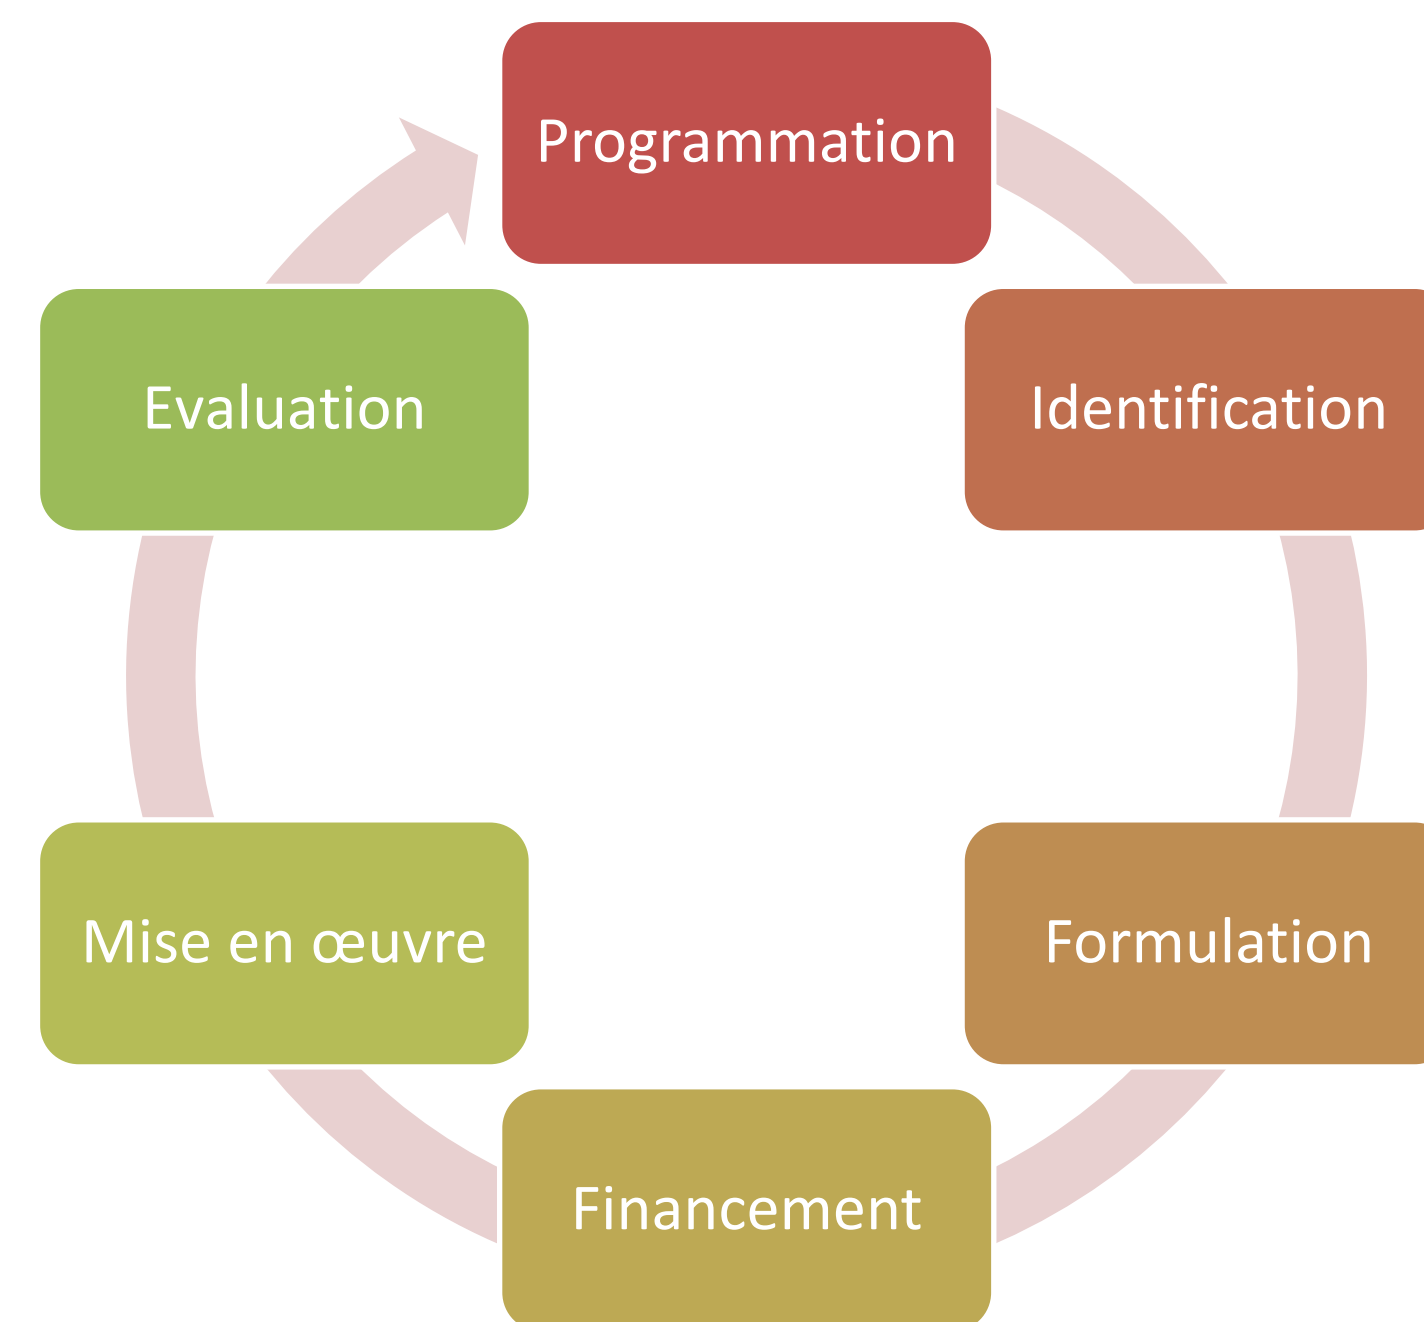 Programmation
Identification
Formulation
Financement
Mise en œuvre
Evaluation